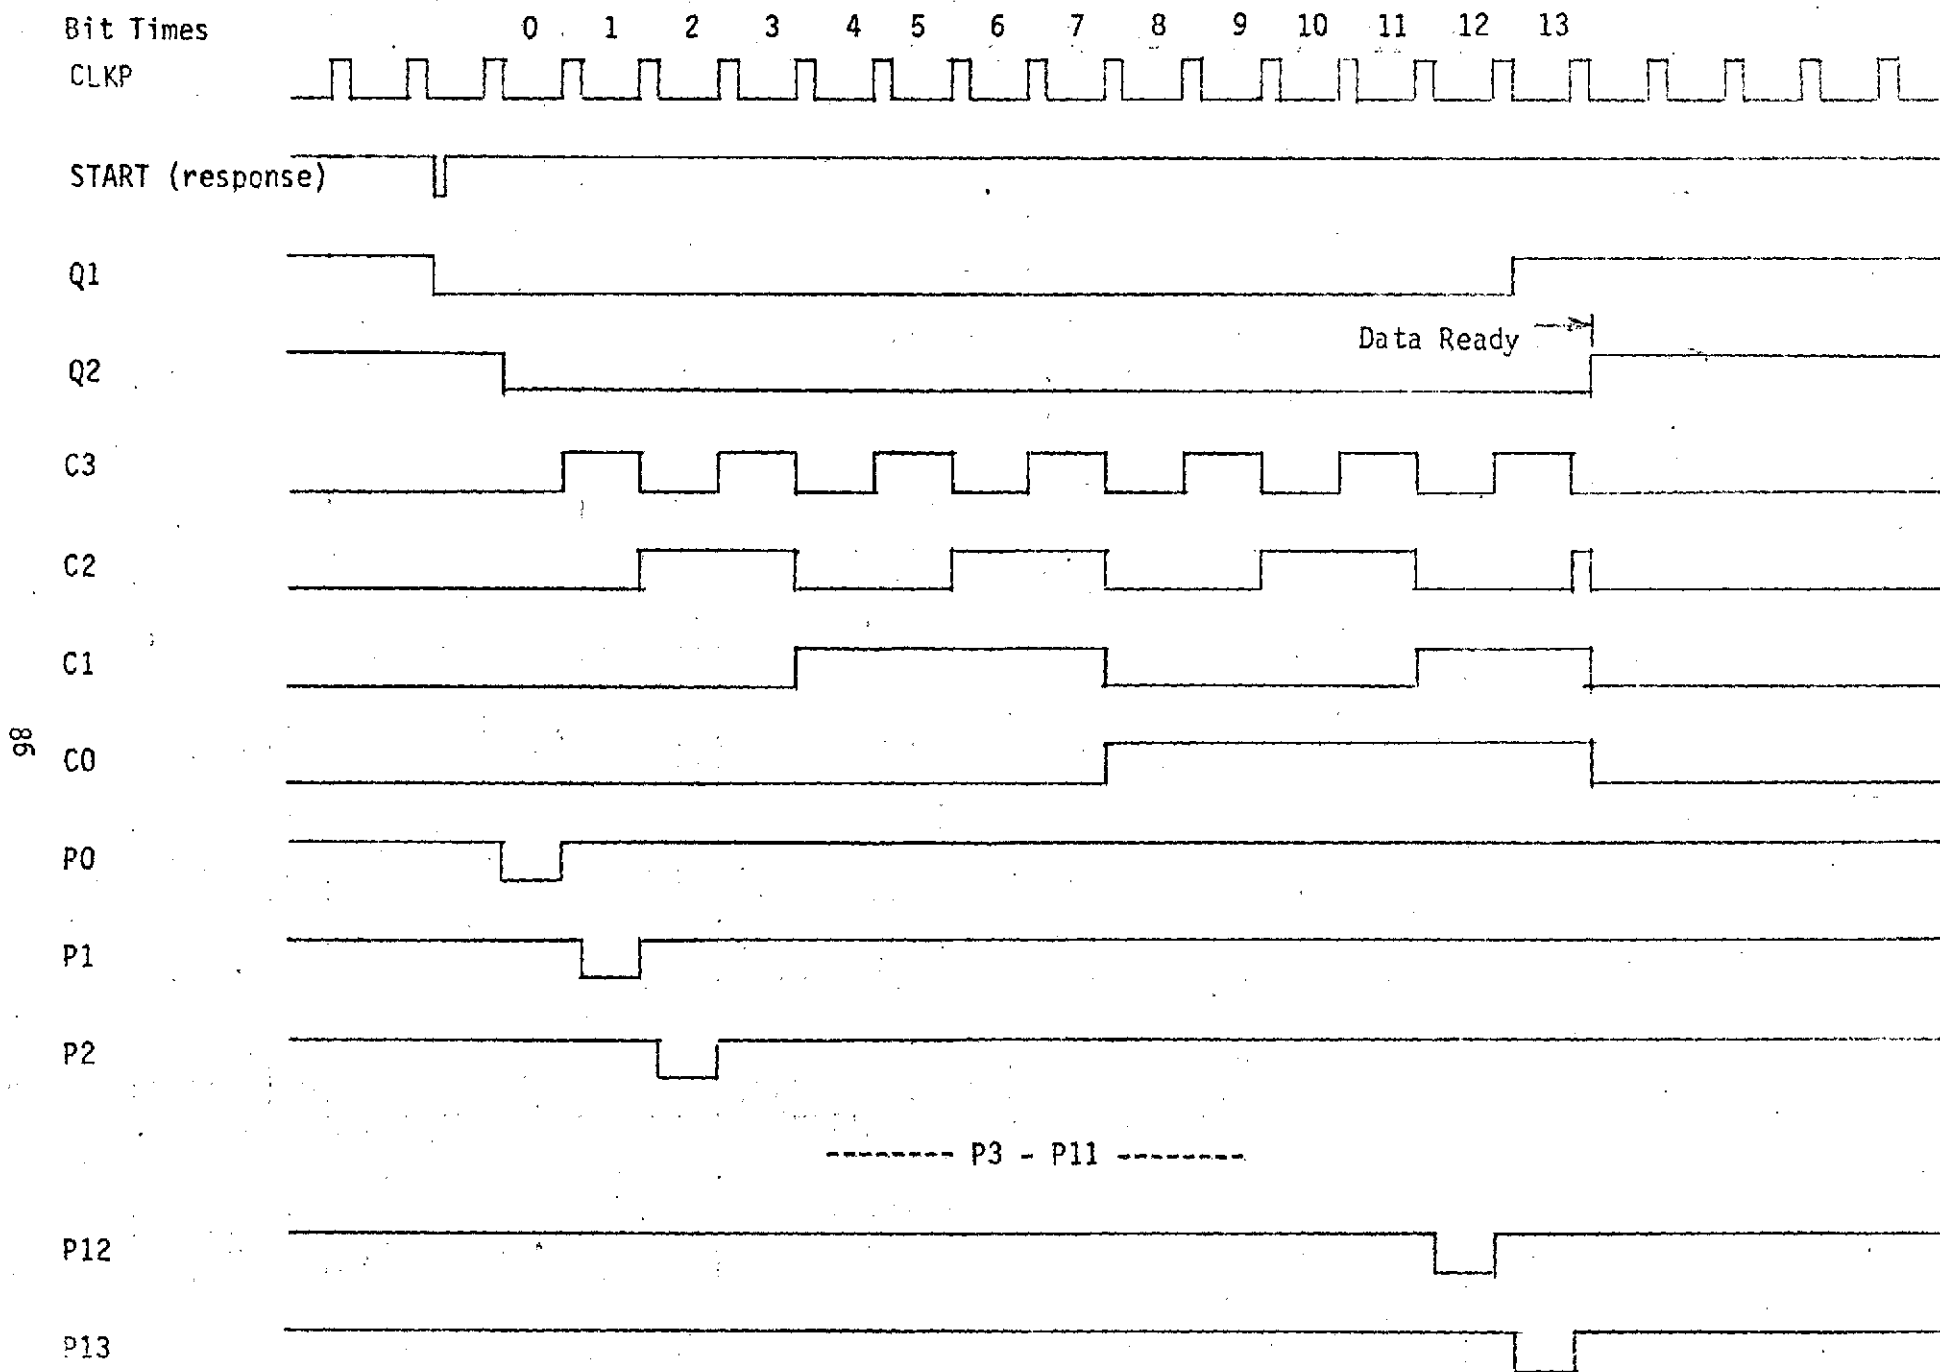 Bit Times 0 1 2 3 4 5 6 7 8 9 10 11 12 13
CLKP
START (response)
Q1
Data Ready
Q2
C3
C2
C1
C0
P0
P1
P2
-------- P3 - P11 --------
P12
P13
98